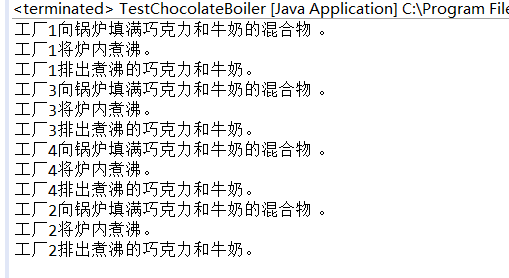 <terminated> TestChocolateBoiler [Java Application] C:\Program File
工厂1向锅炉填满巧克力和牛奶的混合物 。
工厂1将炉内煮沸。
工厂1排出煮沸的巧克力和牛奶。
工厂3向锅炉填满巧克力和牛奶的混合物 。
工厂3将炉内煮沸。
工厂3排出煮沸的巧克力和牛奶。
工厂4向锅炉填满巧克力和牛奶的混合物 。
工厂4将炉内煮沸。
工厂4排出煮沸的巧克力和牛奶。
工厂2向锅炉填满巧克力和牛奶的混合物 。
工厂2将炉内煮沸。
工厂2排出煮沸的巧克力和牛奶。